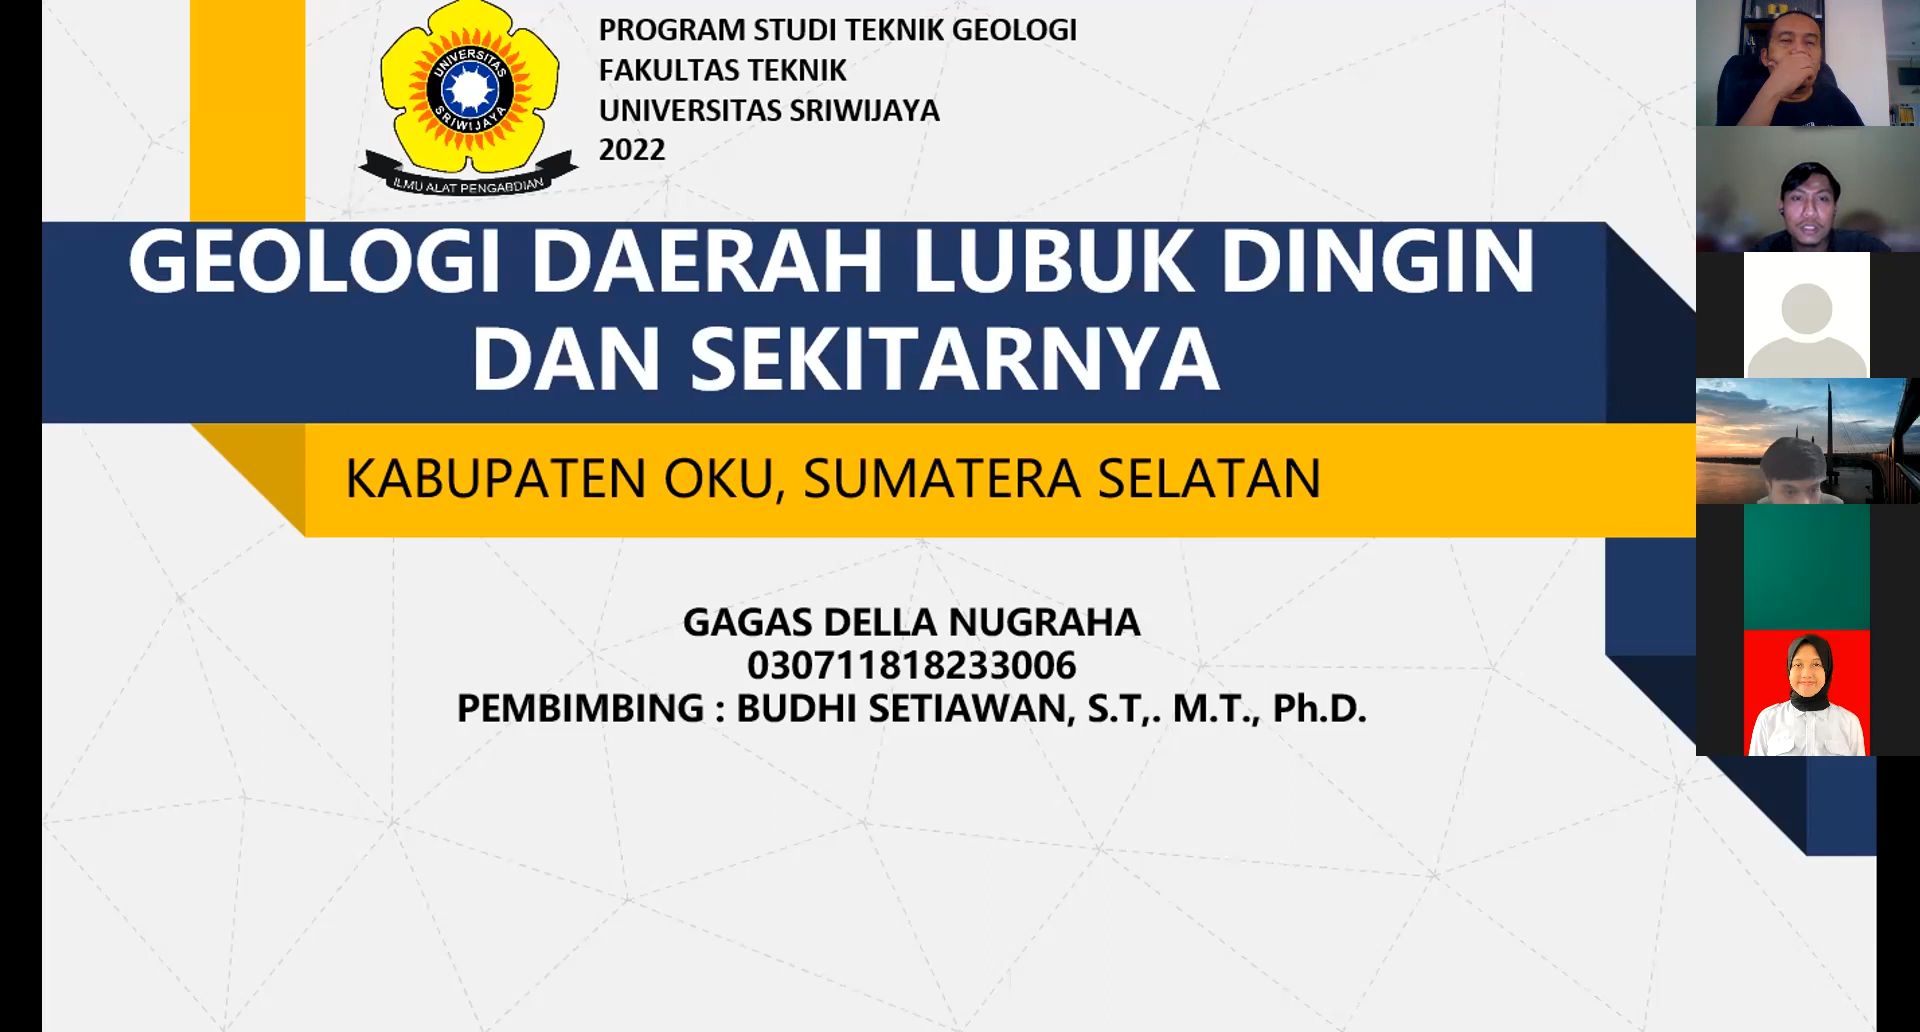 UNIVERSITAS
SRIWIJAYA
ILMU ALAT PENGABDIAN
PROGRAM STUDI TEKNIK GEOLOGI
FAKULTAS TEKNIK
UNIVERSITAS SRIWIJAYA
2022
GEOLOGI DAERAH LUBUK DINGIN
DAN SEKITARNYA
KABUPATEN OKU, SUMATERA SELATAN
GAGAS DELLA NUGRAHA
030711818233006
PEMBIMBING : BUDHI SETIAWAN, S.T,. M.T., Ph.D.